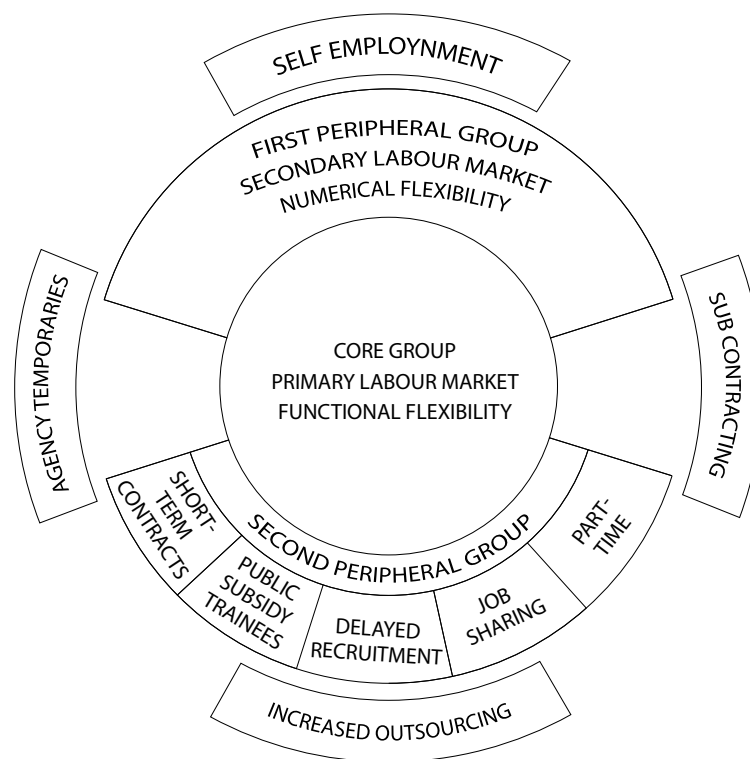 SELF EMPLOYNMENT
FIRST PERIPHERAL GROUP
SECONDARY LABOUR MARKET
NUMERICAL FLEXIBILITY
AGENCY TEMPORARIES
SUB CONTRACTING
CORE GROUP
PRIMARY LABOUR MARKET
FUNCTIONAL FLEXIBILITY
SECOND PERIPHERAL GROUP
SHORT-
TERM
CONTRACTS
PUBLIC
SUBSIDY
TRAINEES
DELAYED
RECRUITMENT
JOB
SHARING
PART-
TIME
INCREASED OUTSOURCING